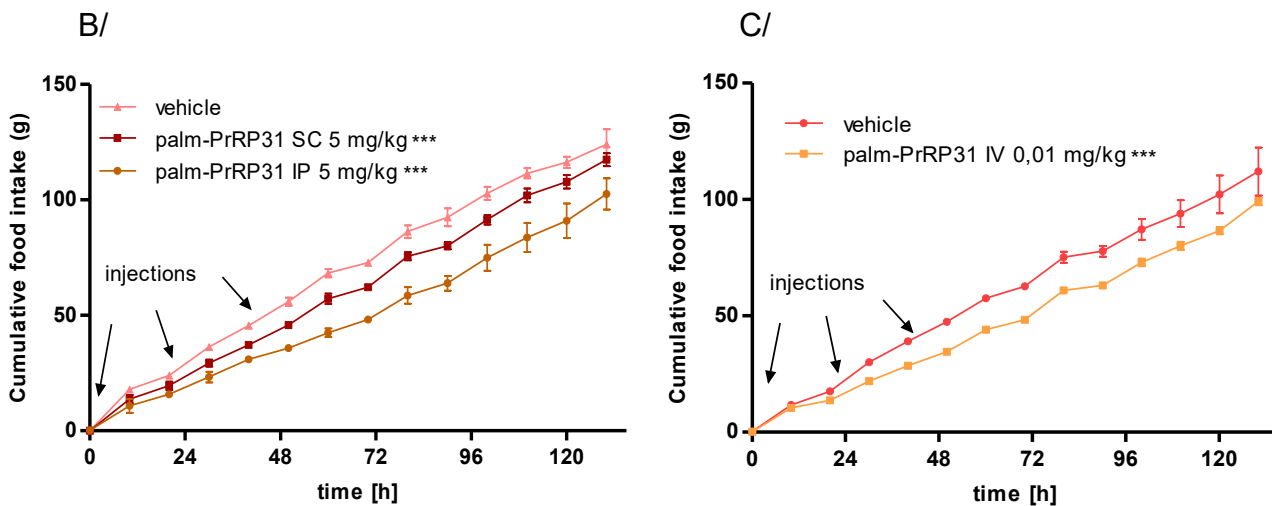 B/
Cumulative food intake (g)
150
100
50
0
vehicle
palm-PrRP31 SC 5 mg/kg ***
palm-PrRP31 IP 5 mg/kg ***
injections
0 24 48 72 96 120
time [h]
C/
Cumulative food intake (g)
150
100
50
0
vehicle
palm-PrRP31 IV 0,01 mg/kg ***
injections
0 24 48 72 96 120
time [h]